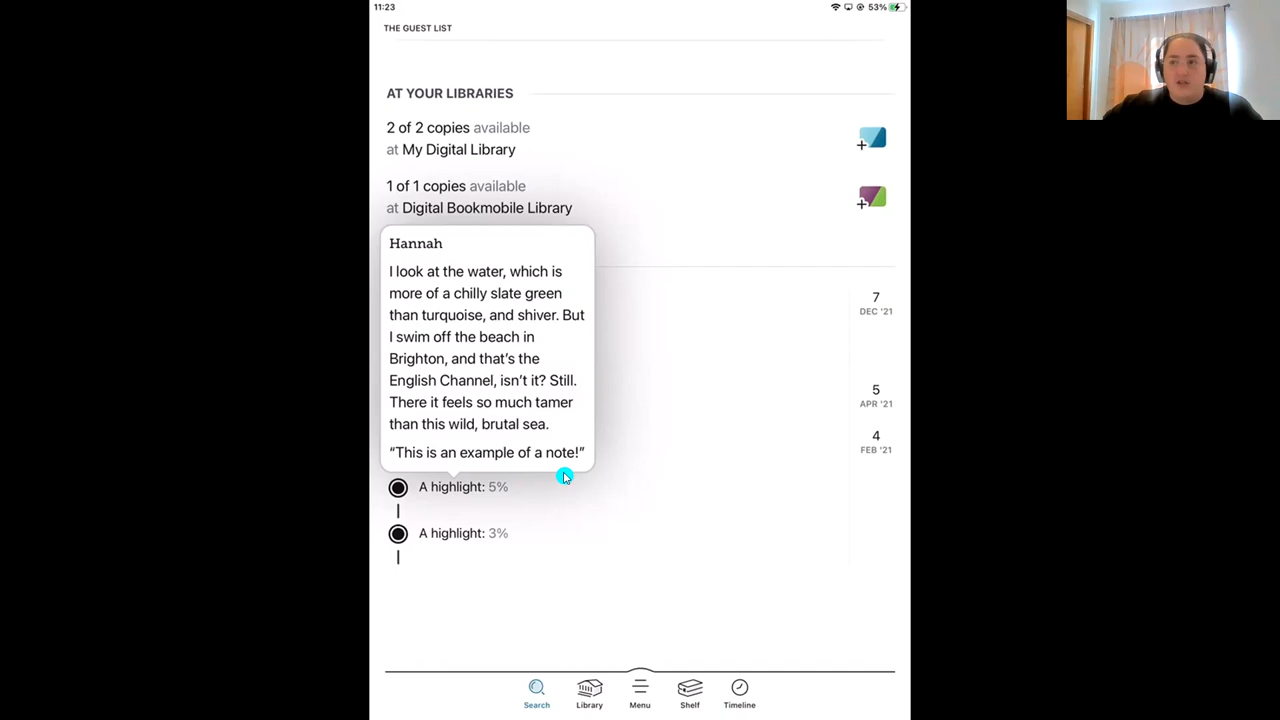 11:23
53%
THE GUEST LIST
AT YOUR LIBRARIES
2 of 2 copies available
at My Digital Library
1 of 1 copies available
at Digital Bookmobile Library
Hannah
I look at the water, which is
more of a chilly slate green
than turquoise, and shiver. But
I swim off the beach in
Brighton, and that's the
English Channel, isn't it? Still.
There it feels so much tamer
than this wild, brutal sea.
"This is an example of a note!"
7
DEC '21
5
APR '21
4
FEB '21
A highlight: 5%
A highlight: 3%
Search
Library
Menu
Shelf
Timeline